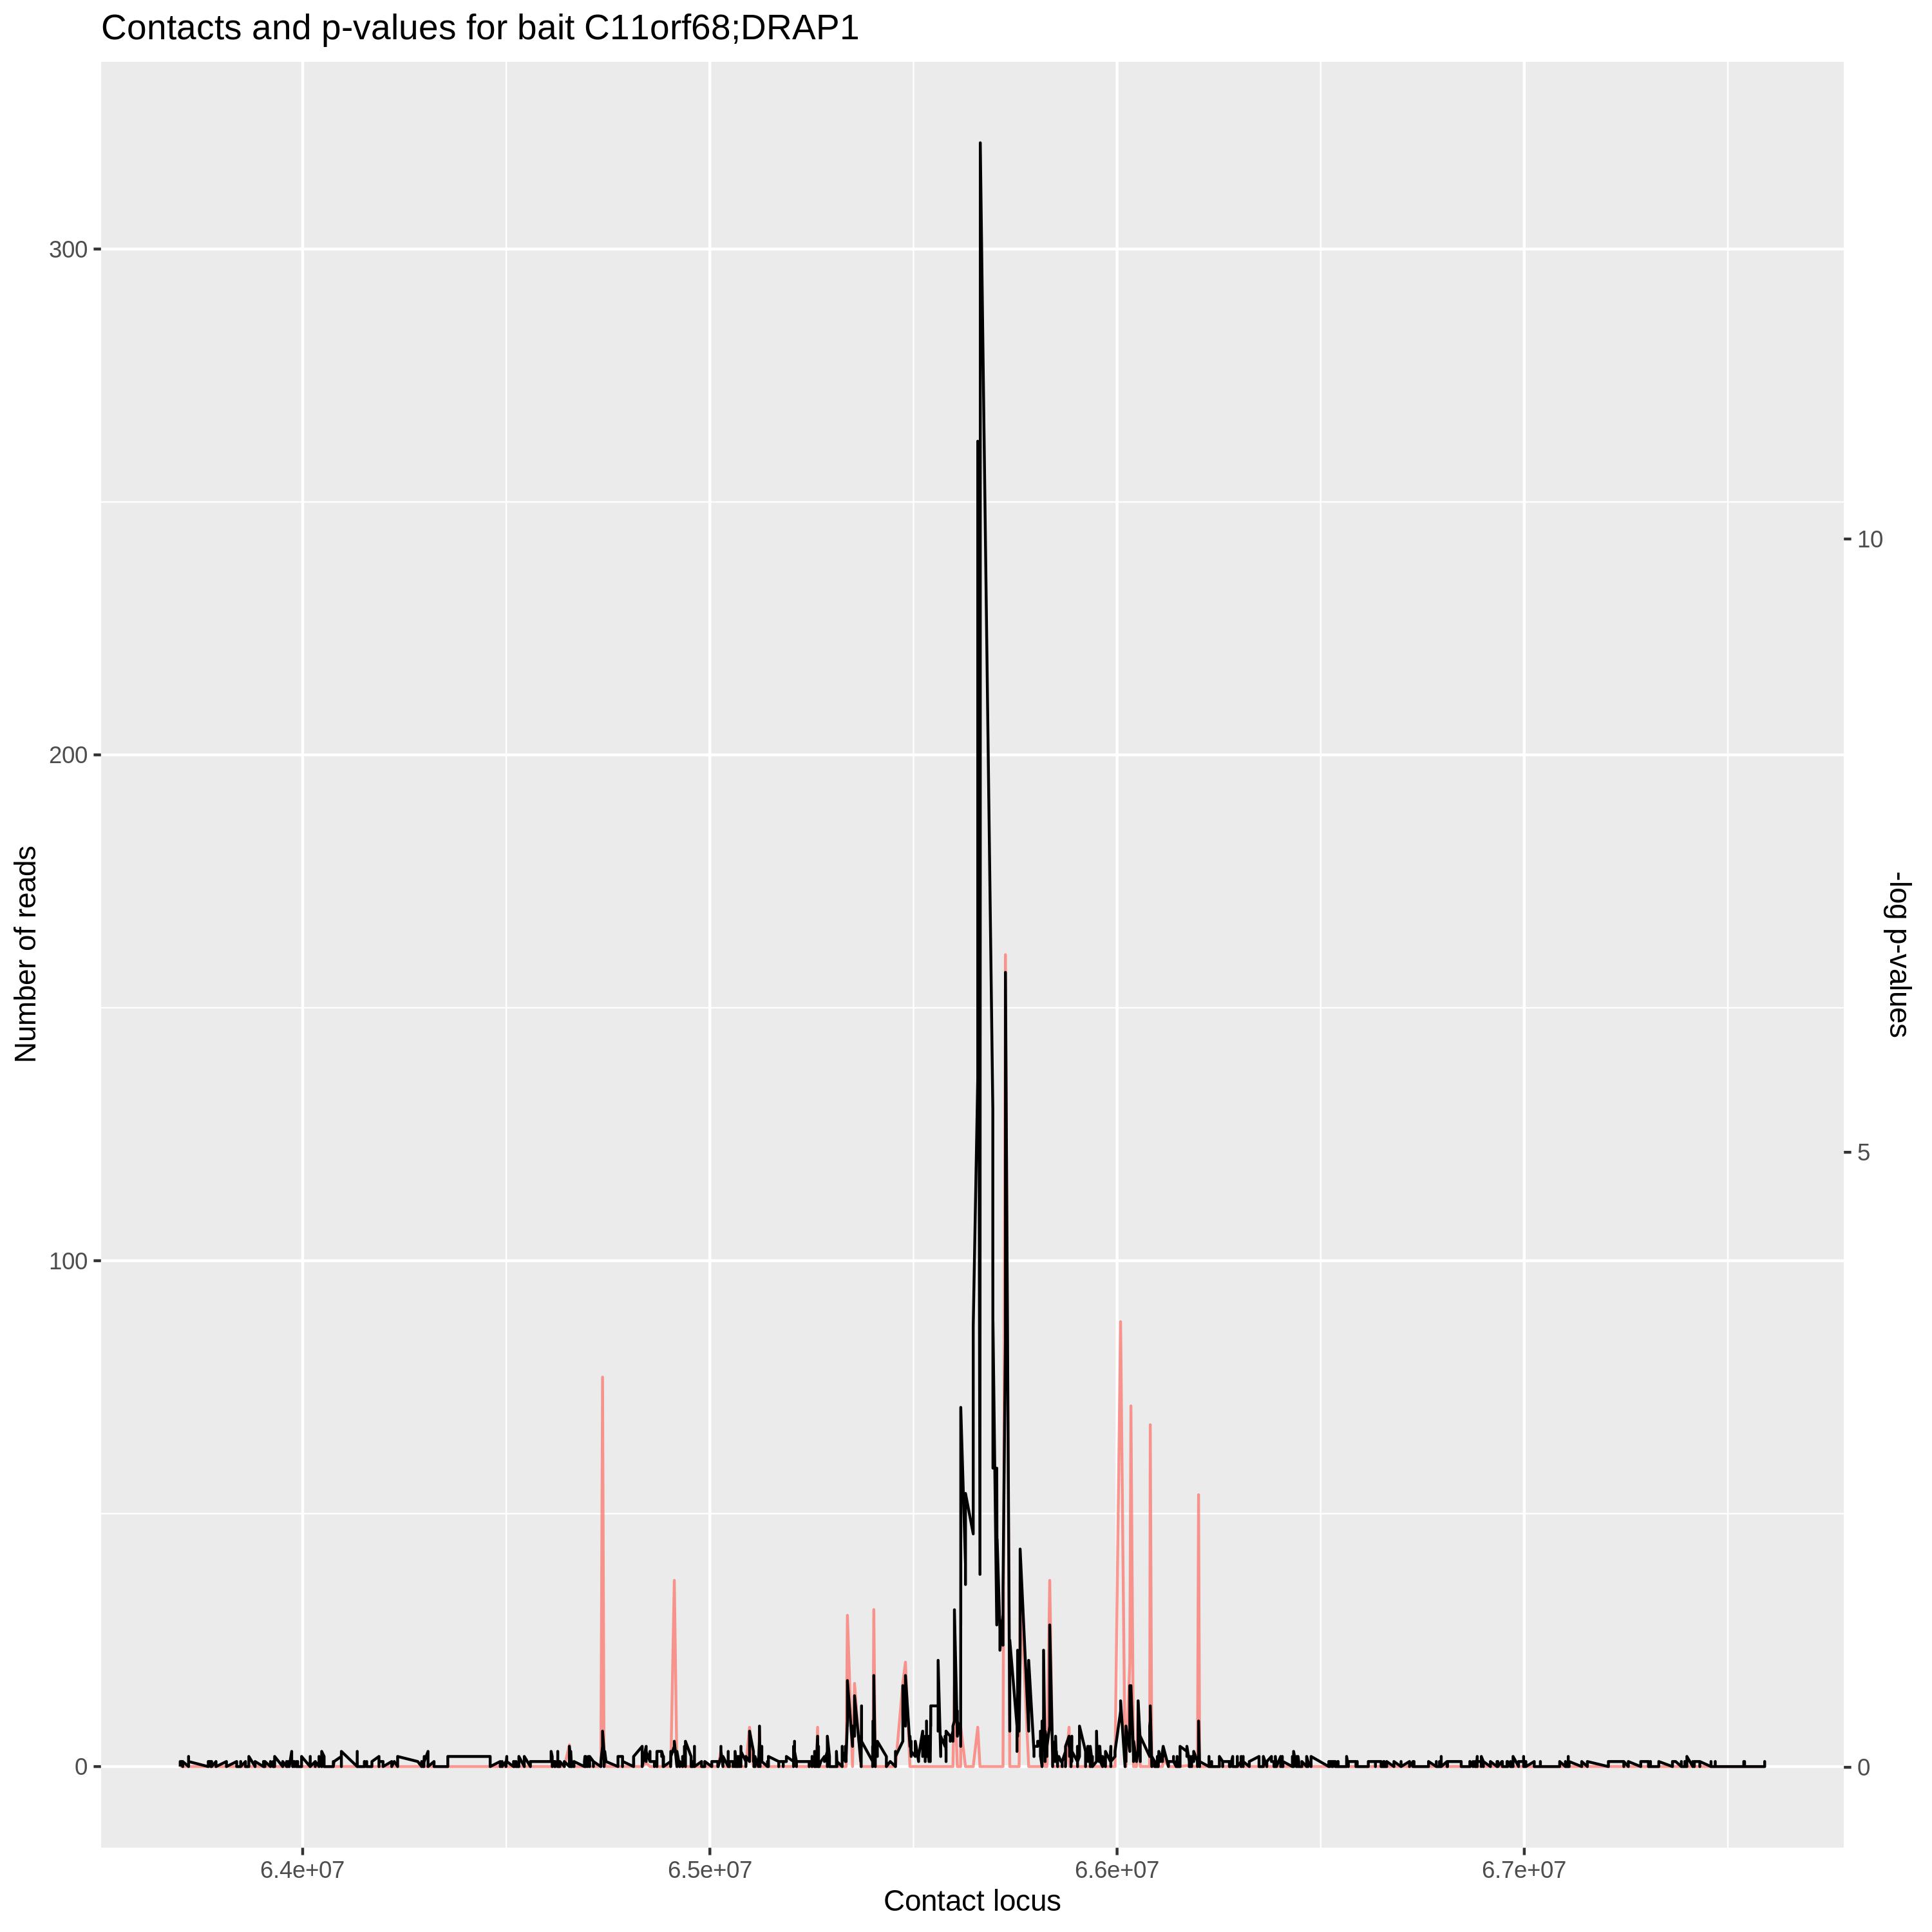 Contacts and p-values for bait C11orf68;DRAP1
300
200
100
0
Number of reads
10
5
0
-log p-values
6.4e+07 6.5e+07 6.6e+07 6.7e+07
Contact locus